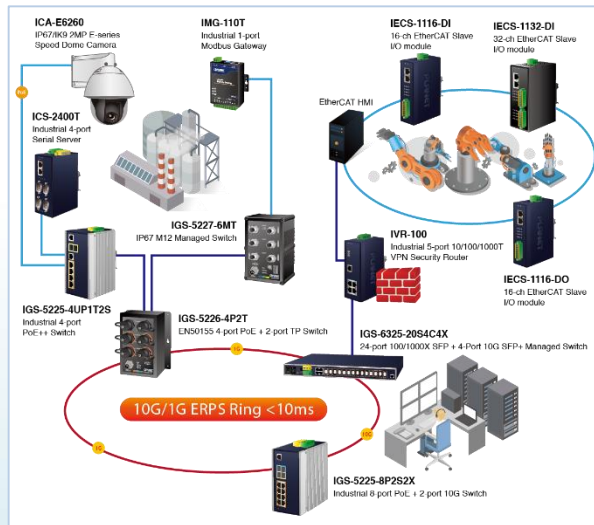 ICA-E6260
IP67/IK9 2MP E-series
Speed Dome Camera
IMG-110T
Industrial 1-port
Modbus Gateway
IECS-1116-DI
16-ch EtherCAT Slave
I/O module
IECS-1132-DI
32-ch EtherCAT Slave
I/O module
EtherCAT HMI
ICS-2400T
Industrial 4-port
Serial Server
IGS-5227-6MT
IP67 M12 Managed Switch
IVR-100
Industrial 5-port 10/100/1000T
VPN Security Router
IECS-1116-DO
16-ch EtherCAT Slave
I/O module
IGS-5225-4UP1T2S
Industrial 4-port
PoE++ Switch
IGS-5226-4P2T
EN50155 4-port PoE + 2-port TP Switch
IGS-6325-20S4C4X
24-port 100/1000X SFP + 4-Port 10G SFP+ Managed Switch
1G
10G/1G ERPS Ring <10ms
1G
10G
IGS-5225-8P2S2X
Industrial 8-port PoE + 2-port 10G Switch